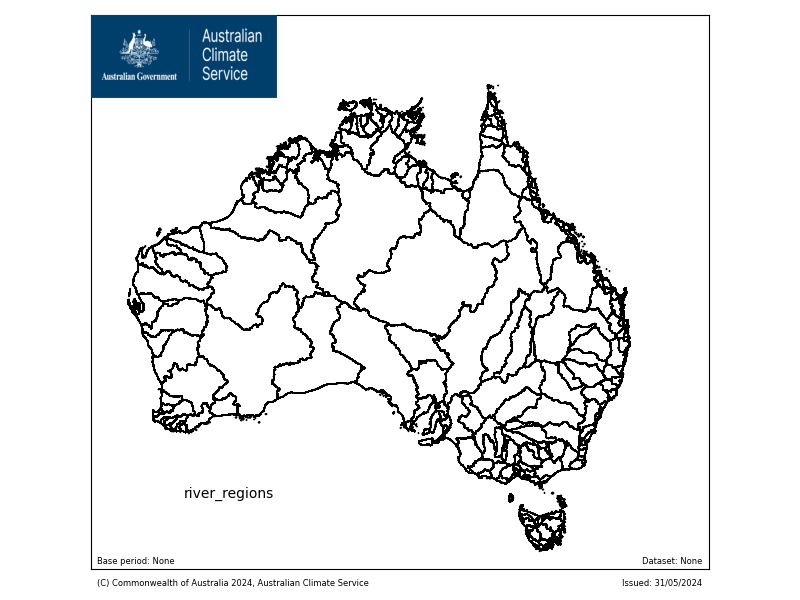 Australian Government
Australian
Climate
Service
river_regions
Base period: None
Dataset: None
(C) Commonwealth of Australia 2024, Australian Climate Service
Issued: 31/05/2024